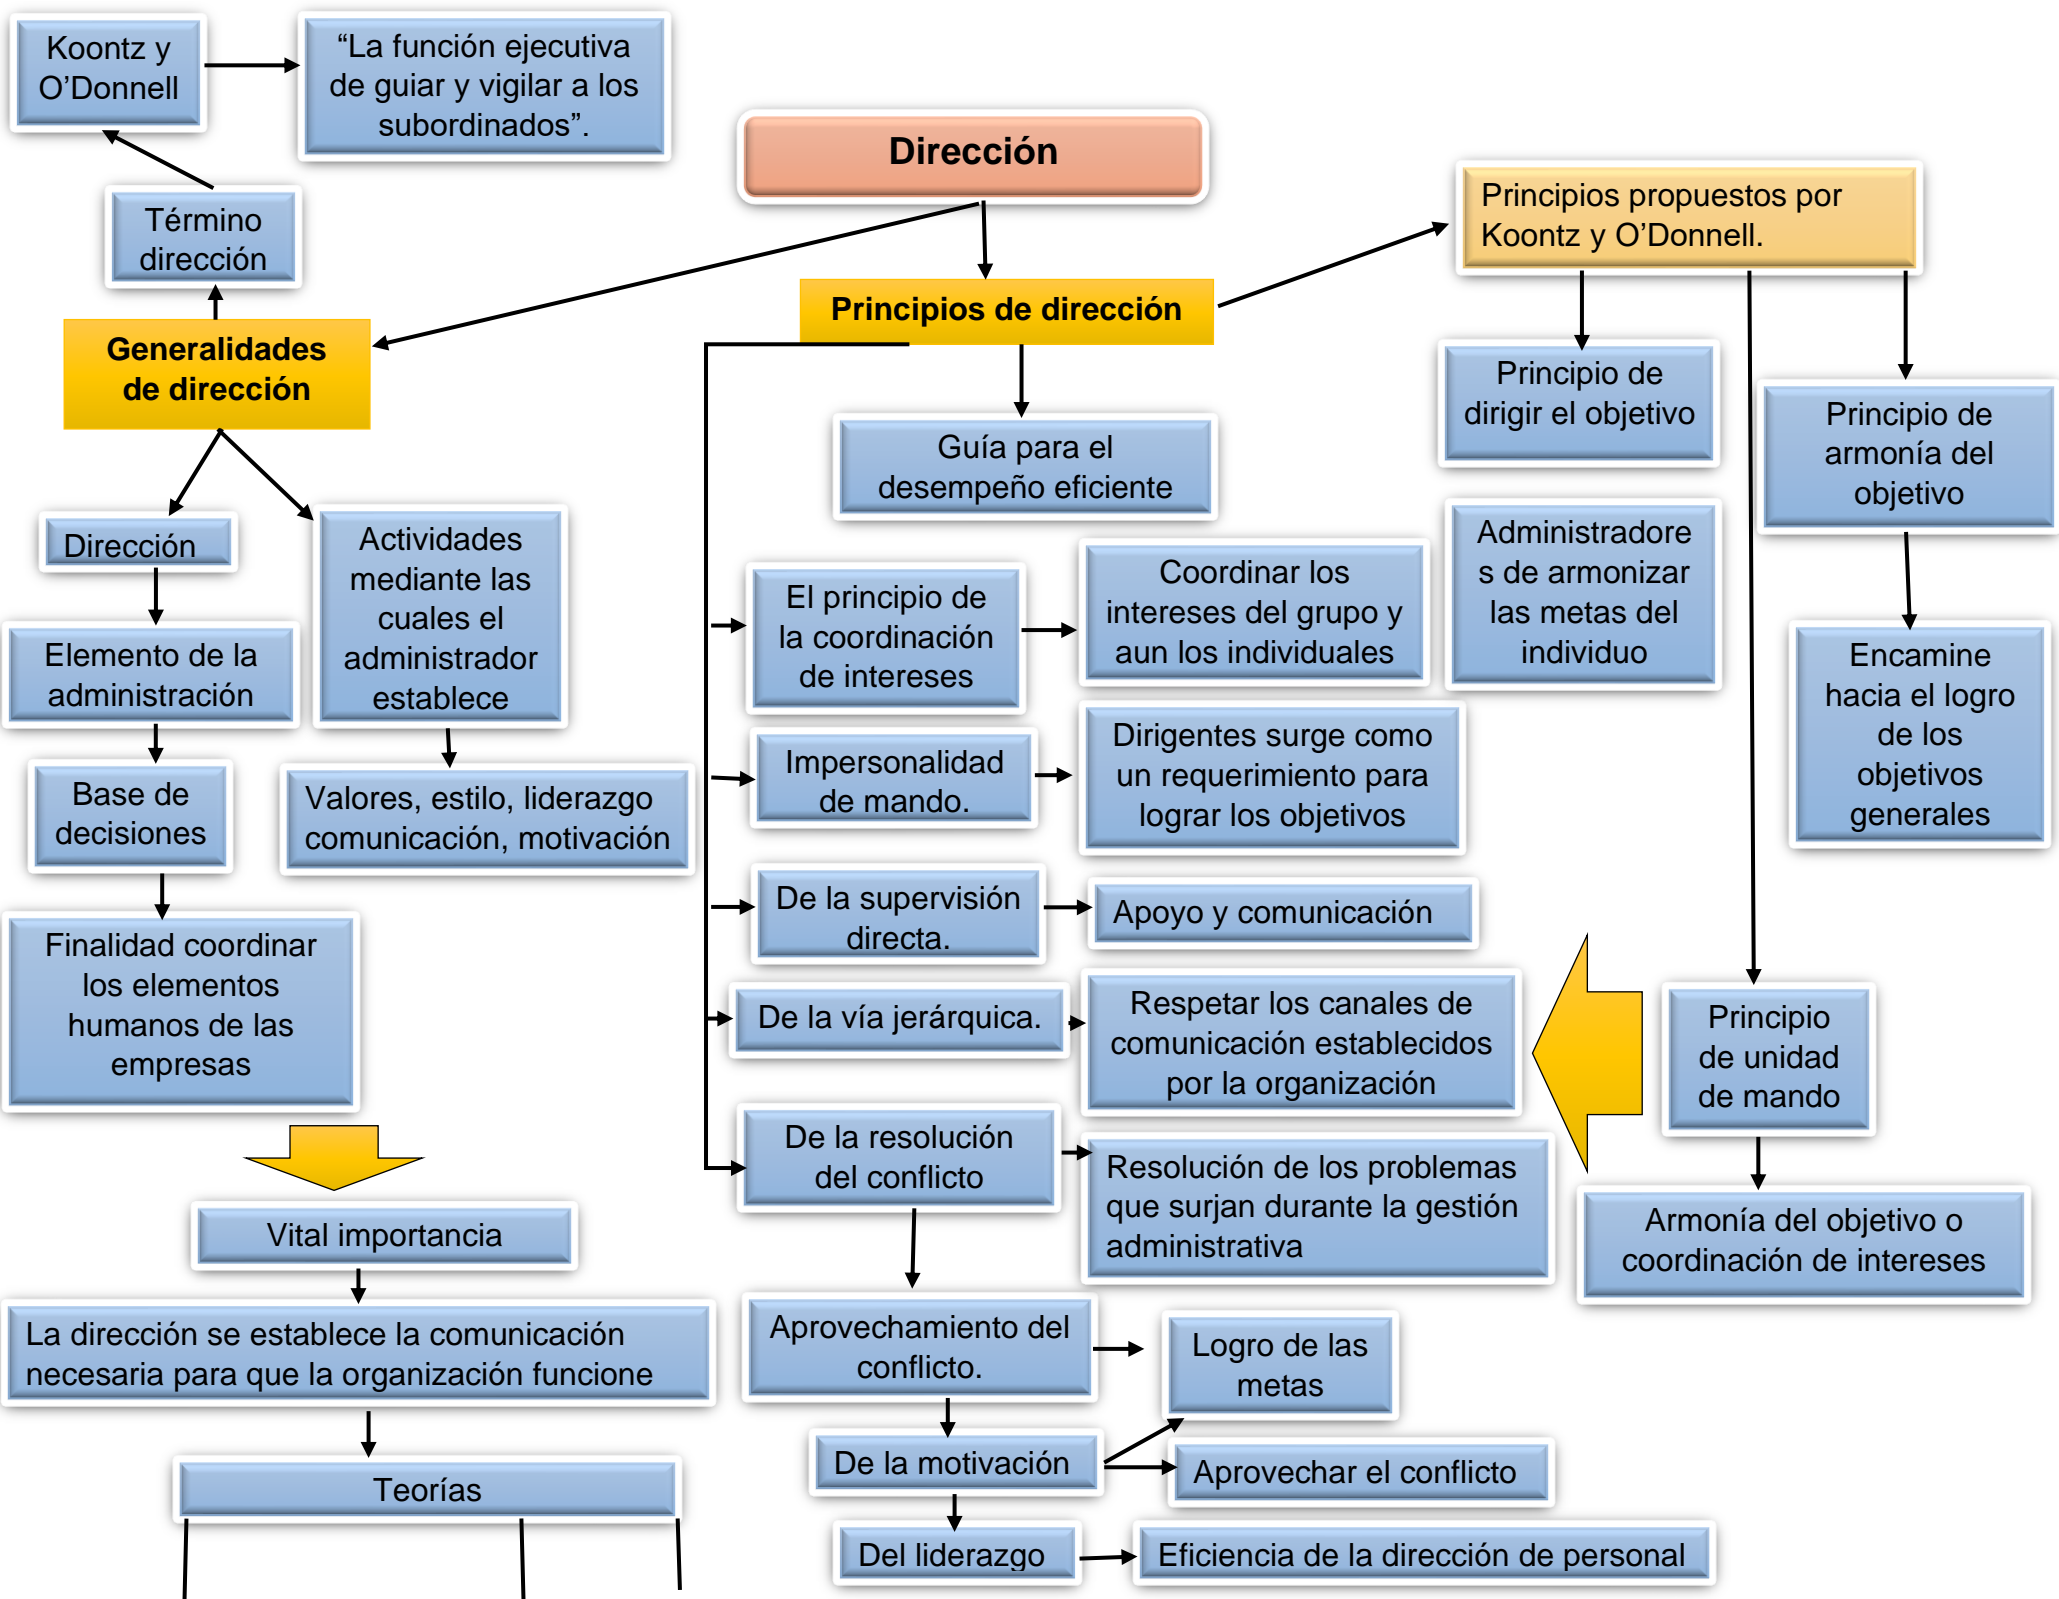 Koontz y
O’Donnell
“La función ejecutiva
de guiar y vigilar a los
subordinados”.
Dirección
Principios propuestos por
Koontz y O’Donnell.
Término
dirección
Generalidades
de dirección
Principios de dirección
Principio de
dirigir el objetivo
Principio de
armonía del
objetivo
Guía para el
desempeño eficiente
Dirección
Actividades
mediante las
cuales el
administrador
establece
Elemento de la
administración
Base de
decisiones
Valores, estilo, liderazgo
comunicación, motivación
Finalidad coordinar
los elementos
humanos de las
empresas
Vital importancia
La dirección se establece la comunicación
necesaria para que la organización funcione
Teorías
El principio de
la coordinación
de intereses
Coordinar los
intereses del grupo y
aun los individuales
Administradore
s de armonizar
las metas del
individuo
Encamine
hacia el logro
de los
objetivos
generales
Impersonalidad
de mando.
Dirigentes surge como
un requerimiento para
lograr los objetivos
De la supervisión
directa.
Apoyo y comunicación
De la vía jerárquica.
Respetar los canales de
comunicación establecidos
por la organización
Principio
de unidad
de mando
De la resolución
del conflicto
Resolución de los problemas
que surjan durante la gestión
administrativa
Armonía del objetivo o
coordinación de intereses
Aprovechamiento del
conflicto.
Logro de las
metas
De la motivación
Aprovechar el conflicto
Del liderazgo
Eficiencia de la dirección de personal